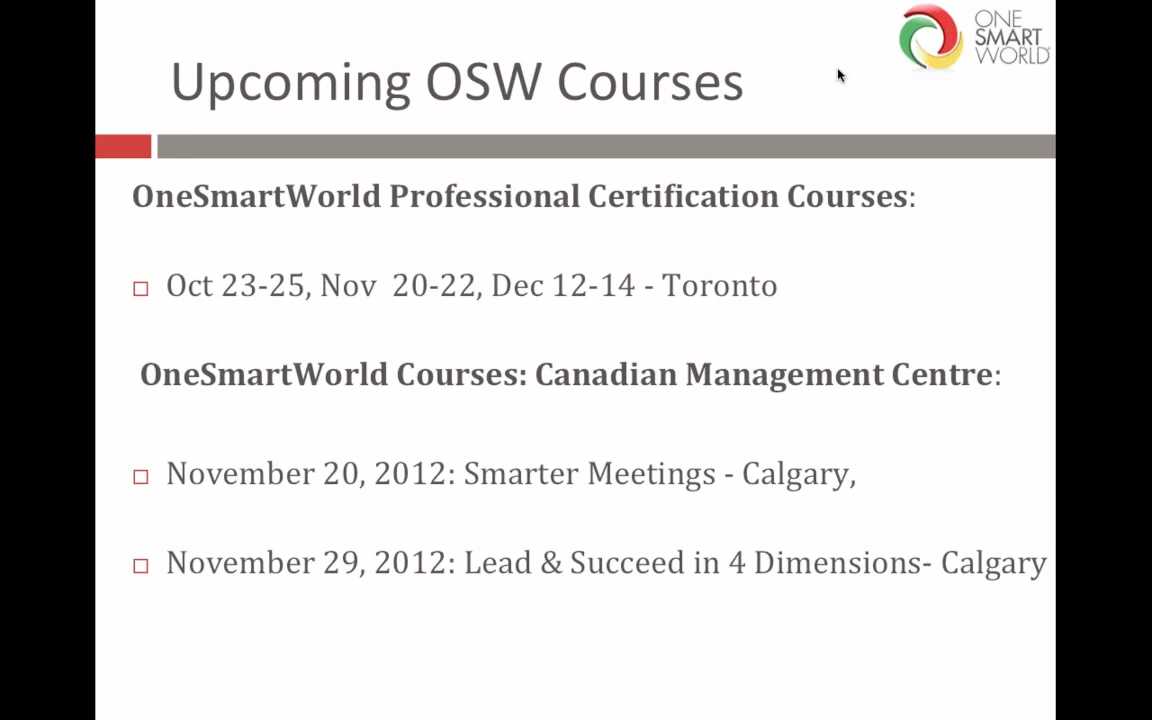 ONE
SMART
WORLD
Upcoming OSW Courses
OneSmartWorld Professional Certification Courses:
Oct 23-25, Nov  20-22, Dec 12-14 - Toronto
OneSmartWorld Courses: Canadian Management Centre:
November 20, 2012: Smarter Meetings - Calgary,
November 29, 2012: Lead & Succeed in 4 Dimensions- Calgary